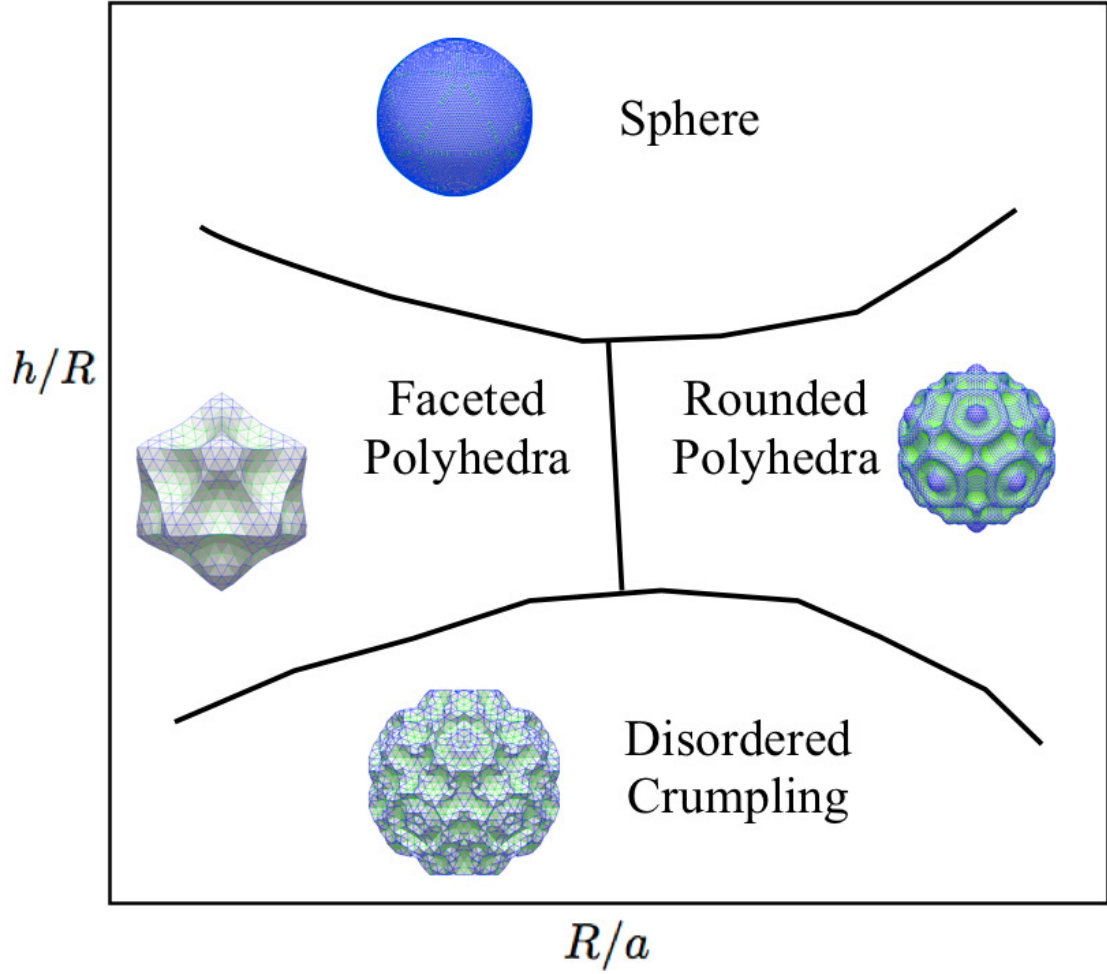 Sphere
h/R
Faceted
Polyhedra
Rounded
Polyhedra
Disordered
Crumpling
R/a